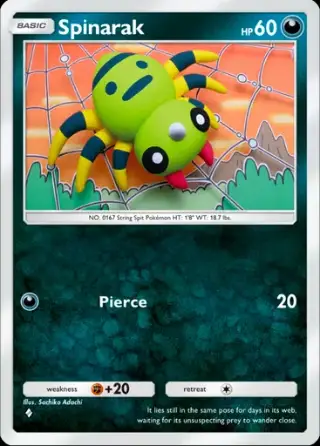 BASIC Spinarak HP60
NO. 0167 String Spit Pokémon HT: 1'8" WT: 18.7 lbs.
Pierce 20
weakness +20 retreat
Illus. Sachiko Adachi
It lies still in the same pose for days in its web,
waiting for its unsuspecting prey to wander close.